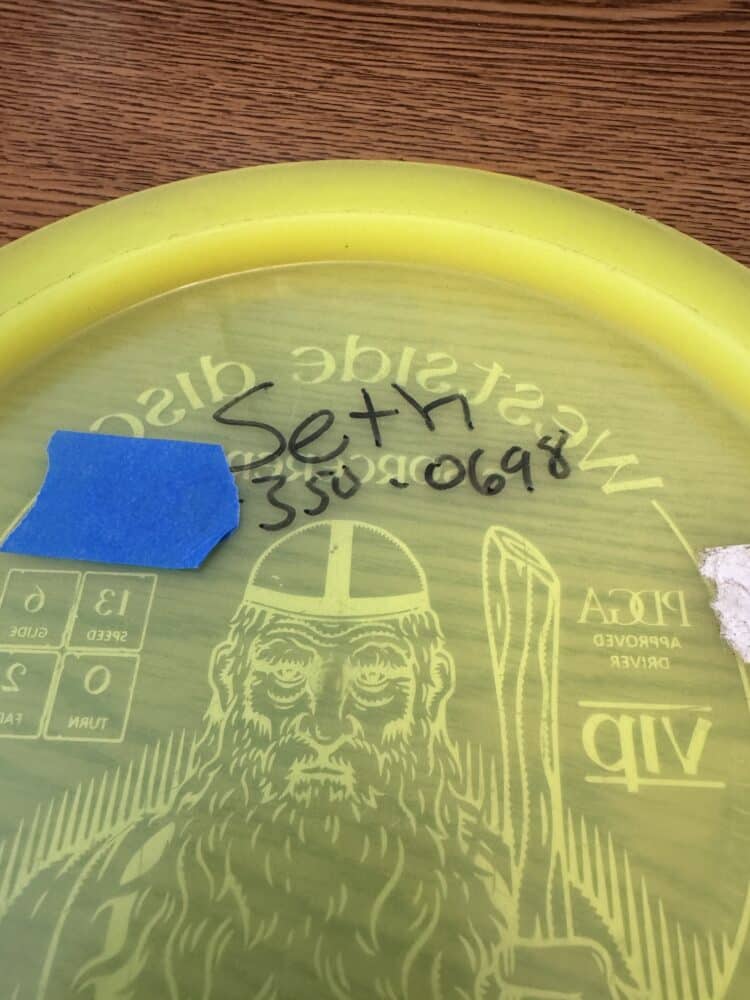 Westside discs
Seth
350-0698
13
SPEED
6
GLIDE
0
TURN
2
PDGA
APPROVED
DRIVER
VIP